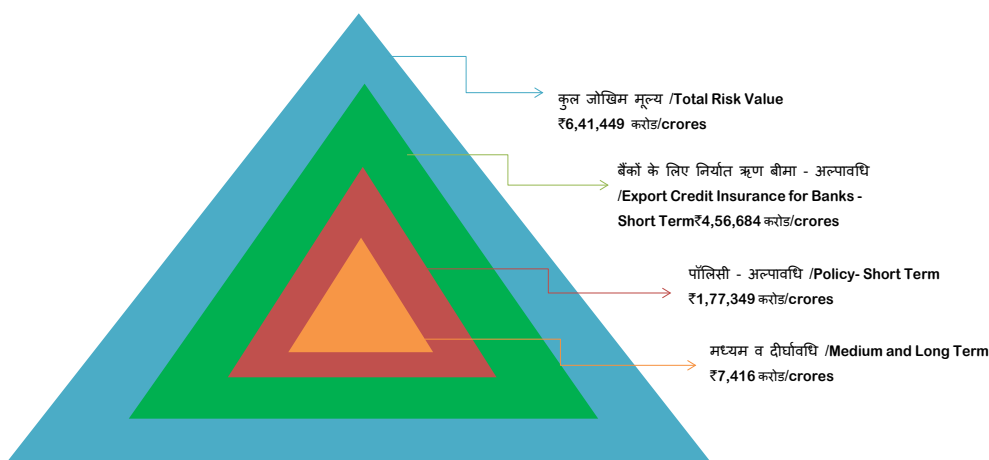 कुल जोखिम मूल्य /Total Risk Value
₹6,41,449 करोड/crores
बैंकों के लिए निर्यात ऋण बीमा - अल्पावधि
/Export Credit Insurance for Banks -
Short Term₹4,56,684 करोड/crores
पॉलिसी - अल्पावधि /Policy- Short Term
₹1,77,349 करोड/crores
मध्यम व दीर्घावधि /Medium and Long Term
₹7,416 करोड/crores